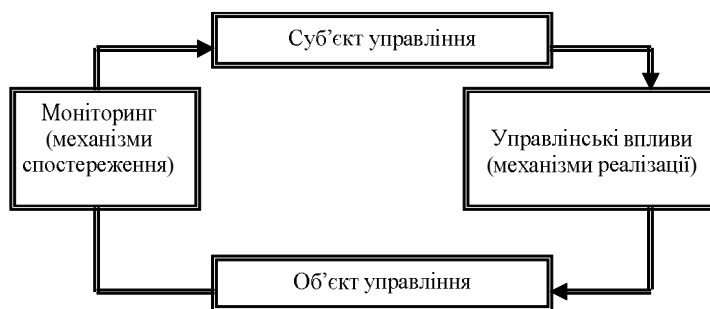 Суб’єкт управління
Моніторинг
(механізми
спостереження)
Управлінські впливи
(механізми реалізації)
Об’єкт управління